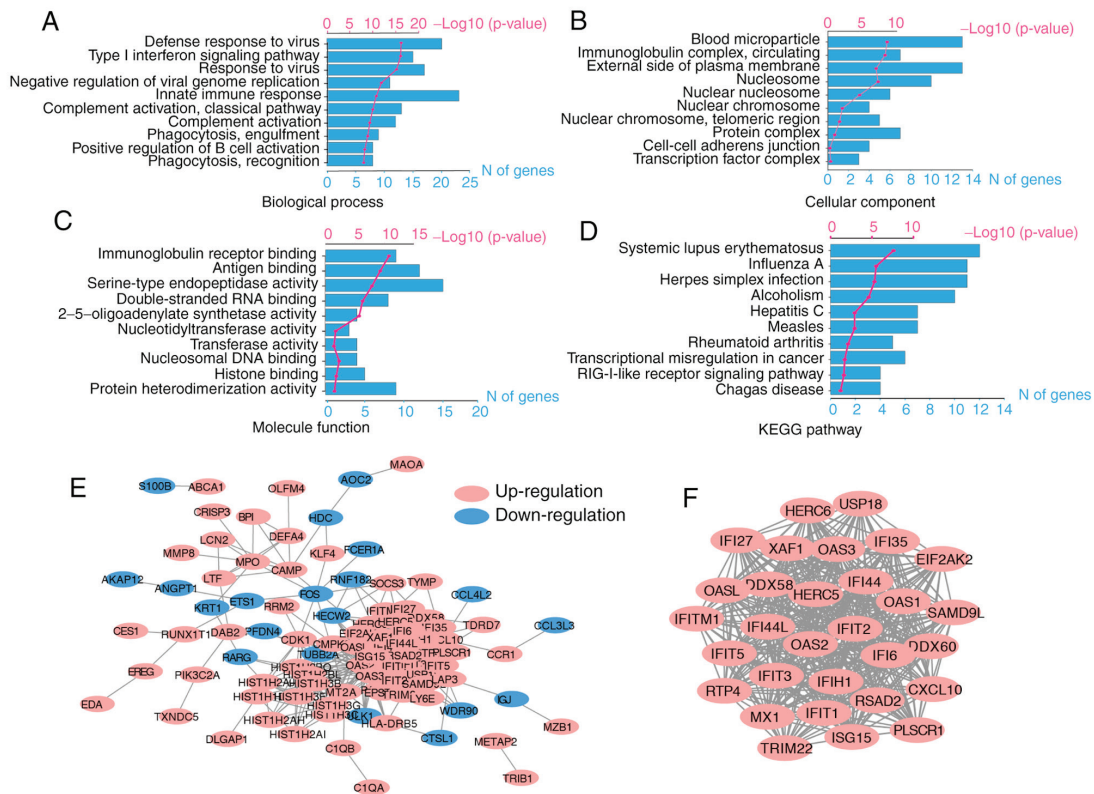 A
0 5 10 15 20
−Log10 (p-value)
Defense response to virus
Type I interferon signaling pathway
Response to virus
Negative regulation of viral genome replication
Innate immune response
Complement activation, classical pathway
Complement activation
Phagocytosis, engulfment
Positive regulation of B cell activation
Phagocytosis, recognition
0 5 10 15 20 25
N of genes
Biological process
B
0 5 10
−Log10 (p-value)
Blood microparticle
Immunoglobulin complex, circulating
External side of plasma membrane
Nucleosome
Nuclear nucleosome
Nuclear chromosome
Nuclear chromosome, telomeric region
Protein complex
Cell-cell adherens junction
Transcription factor complex
0 2 4 6 8 10 12 14
N of genes
Cellular component
C
0 5 10 15
−Log10 (p-value)
Immunoglobulin receptor binding
Antigen binding
Serine-type endopeptidase activity
Double-stranded RNA binding
2−5−oligoadenylate synthetase activity
Nucleotidyltransferase activity
Transferase activity
Nucleosomal DNA binding
Histone binding
Protein heterodimerization activity
0 5 10 15 20
N of genes
Molecule function
D
0 5 10
−Log10 (p-value)
Systemic lupus erythematosus
Influenza A
Herpes simplex infection
Alcoholism
Hepatitis C
Measles
Rheumatoid arthritis
Transcriptional misregulation in cancer
RIG-I-like receptor signaling pathway
Chagas disease
0 2 4 6 8 10 12 14
N of genes
KEGG pathway
E
Up-regulation
Down-regulation
MAOA
AOC2
S100B
ABCA1
OLFM4
CRISP3
BPI
HDC
DEFA4
LCN2
KLF4
FCER1A
MMP8
MPO
CAMP
LTF
AKAP12
ANGPT1
FOS
RNF182
SOCS3
TYMP
CCL4L2
KRT1
ETS1
RRM2
HECW2
TDRD7
CCL3L3
CES1
RUNX1T1
DAB2
PFDN4
CDK1
TUBB2A
CCR1
RARG
EREG
PIK3C2A
EDA
TXNDC5
HIST1H2AH
HIST1H2AI
HIST1H3G
HIST1H3B
DLGAP1
C1QB
C1QA
HLA-DRB5
LY6E
WDR90
CTSL1
IGJ
MZB1
METAP2
TRIB1
ISG15
MT2A
PLSCR1
IFI27
IFI35
IFI6
IFI44L
F
HERC6
USP18
IFI27
XAF1
OAS3
IFI35
EIF2AK2
OASL
DDX58
HERC5
IFI44
OAS1
SAMD9L
IFITM1
IFI44L
IFIT2
OAS2
IFIT5
IFI6
DDX60
IFIT3
IFIH1
RTP4
RSAD2
CXCL10
MX1
IFIT1
ISG15
PLSCR1
TRIM22